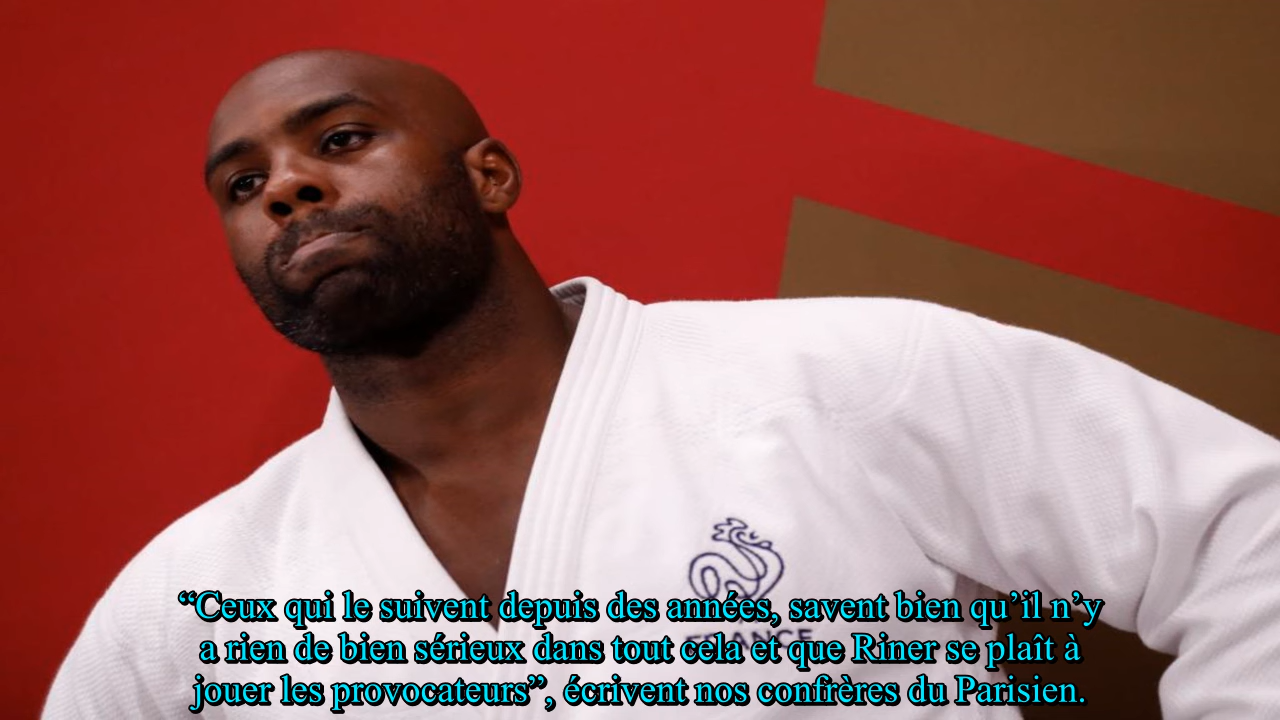 FRANCE
“Ceux qui le suivent depuis des années, savent bien qu’il n’y
a rien de bien sérieux dans tout cela et que Riner se plaît à
jouer les provocateurs”, écrivent nos confrères du Parisien.